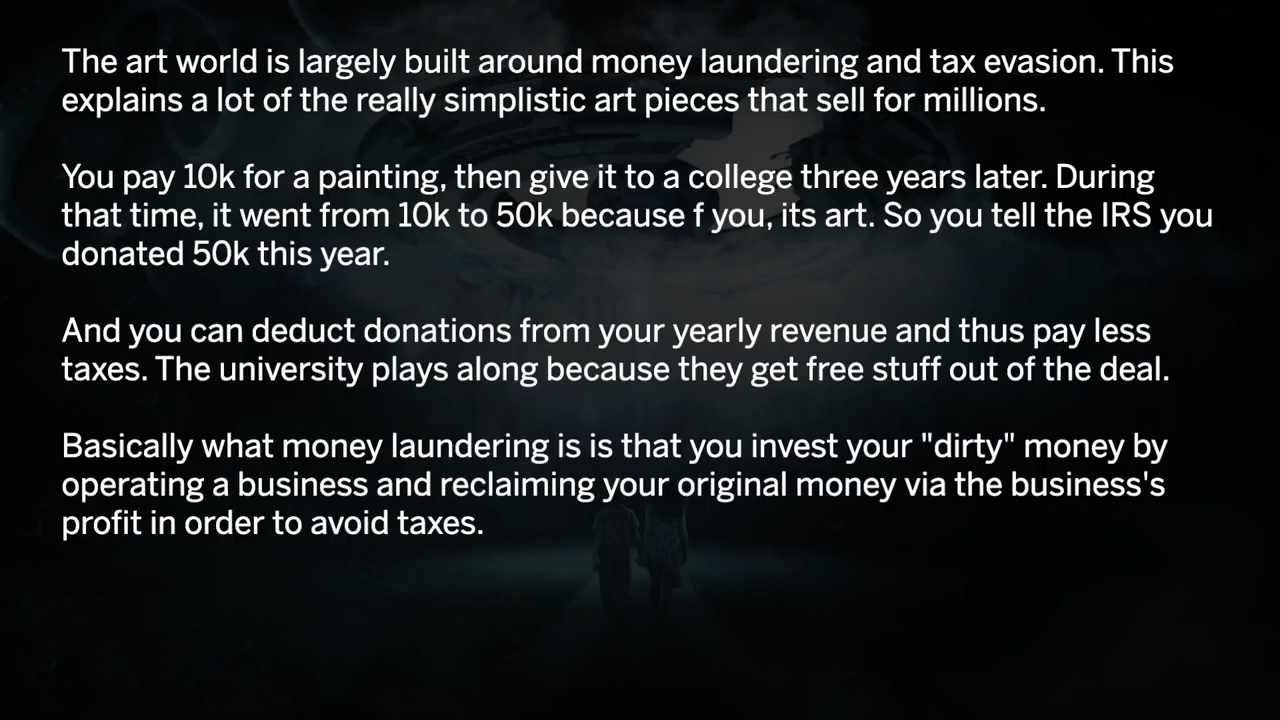 The art world is largely built around money laundering and tax evasion. This
explains a lot of the really simplistic art pieces that sell for millions.
You pay 10k for a painting, then give it to a college three years later. During
that time, it went from 10k to 50k because f you, its art. So you tell the IRS you
donated 50k this year.
And you can deduct donations from your yearly revenue and thus pay less
taxes. The university plays along because they get free stuff out of the deal.
Basically what money laundering is is that you invest your "dirty" money by
operating a business and reclaiming your original money via the business's
profit in order to avoid taxes.